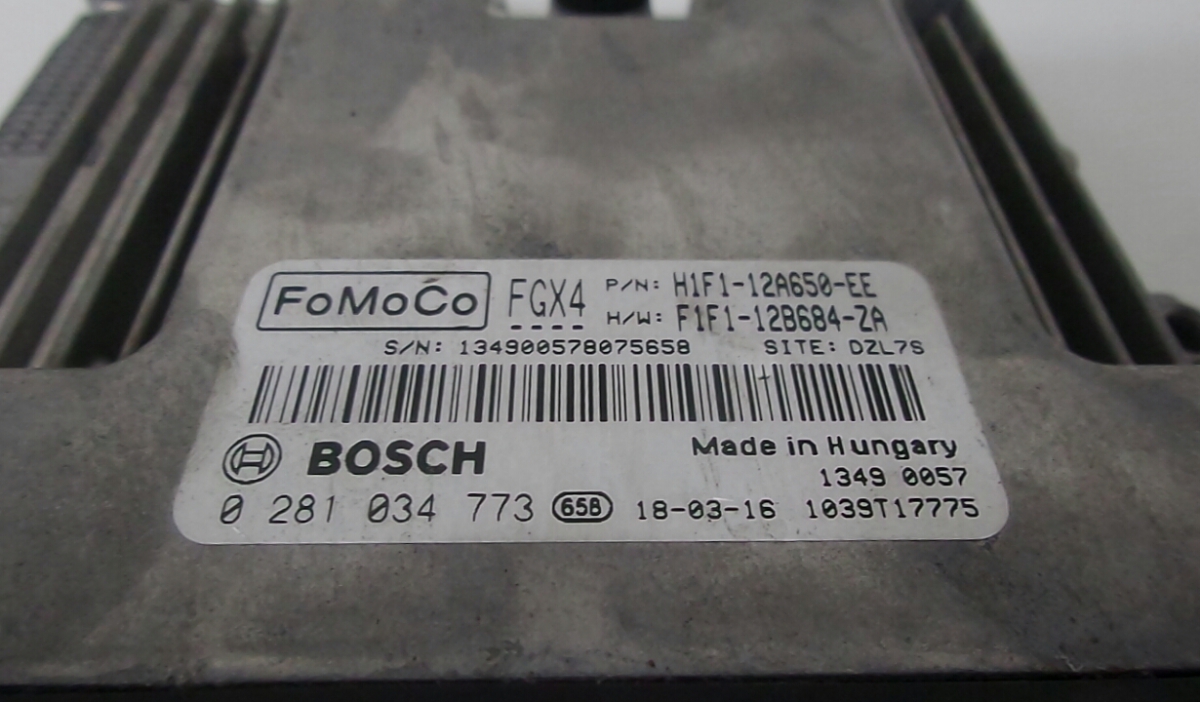 FoMoCo FGX4 P/N: H1F1-12A650-EE
H/W: F1F1-12B684-ZA
S/N: 134900578075658 SITE: DZL7S
BOSCH Made in Hungary
1349 0057
0 281 034 773 658 18-03-16 1039T17775